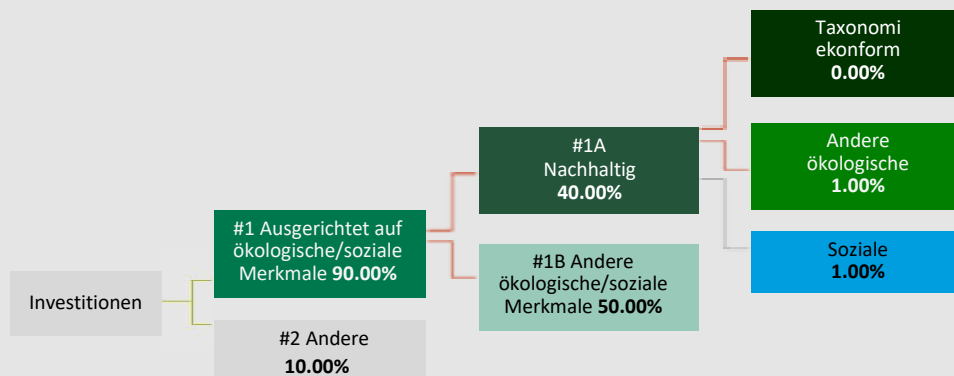 Investitionen
#1 Ausgerichtet auf
ökologische/soziale
Merkmale 90.00%
#2 Andere
10.00%
#1A
Nachhaltig
40.00%
#1B Andere
ökologische/soziale
Merkmale 50.00%
Taxonomi
ekonform
0.00%
Andere
ökologische
1.00%
Soziale
1.00%